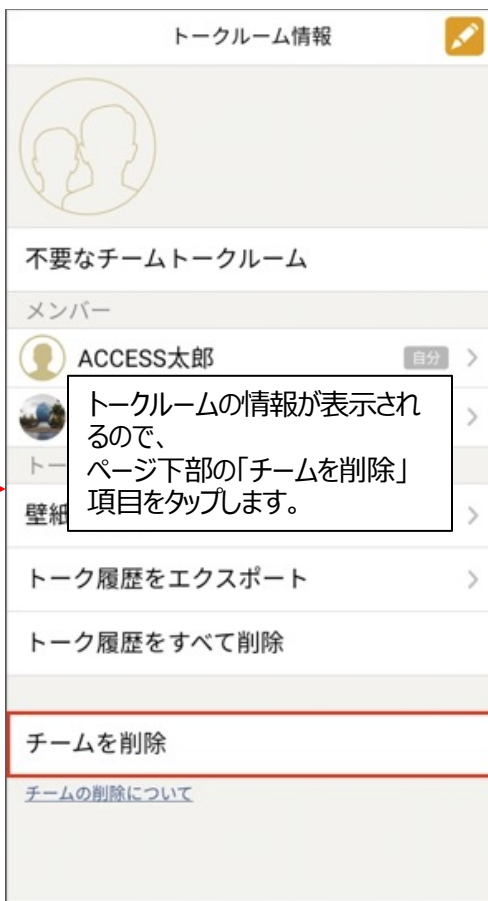 トークルーム情報
不要なチームトークルーム
メンバー
ACCESS太郎
自分
トークルームの情報が表示され
るので、
ページ下部の「チームを削除」
項目をタップします。
トー
壁紙
トーク履歴をエクスポート
トーク履歴をすべて削除
チームを削除
チームの削除について